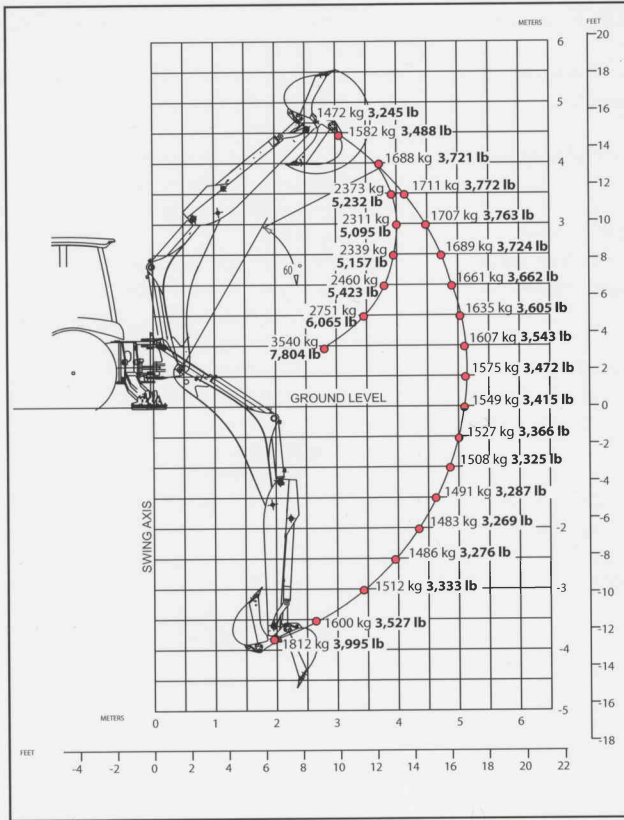 METERS FEET
20
6
18
5
1472 kg 3,245 lb
16
1582 kg 3,488 lb
14
1688 kg 3,721 lb
4
2373 kg 1711 kg 3,772 lb
12
5,232 lb
2311 kg 1707 kg 3,763 lb
3
10
5,095 lb
2339 kg 1689 kg 3,724 lb
8
5,157 lb
60°
2460 kg 1661 kg 3,662 lb
6
5,423 lb
2751 kg 1635 kg 3,605 lb
6,065 lb
4
3540 kg 1607 kg 3,543 lb
7,804 lb
1575 kg 3,472 lb
2
GROUND LEVEL
1549 kg 3,415 lb
0
0
1527 kg 3,366 lb
-2
1508 kg 3,325 lb
-4
1491 kg 3,287 lb
-6
SWING AXIS
1483 kg 3,269 lb
-2
-8
1486 kg 3,276 lb
1512 kg 3,333 lb
-3
-10
1600 kg 3,527 lb
-12
1812 kg 3,995 lb
-4
-14
-16
-5
METERS
0 1 2 3 4 5 6
-18
FEET
-4 -2 0 2 4 6 8 10 12 14 16 18 20 22